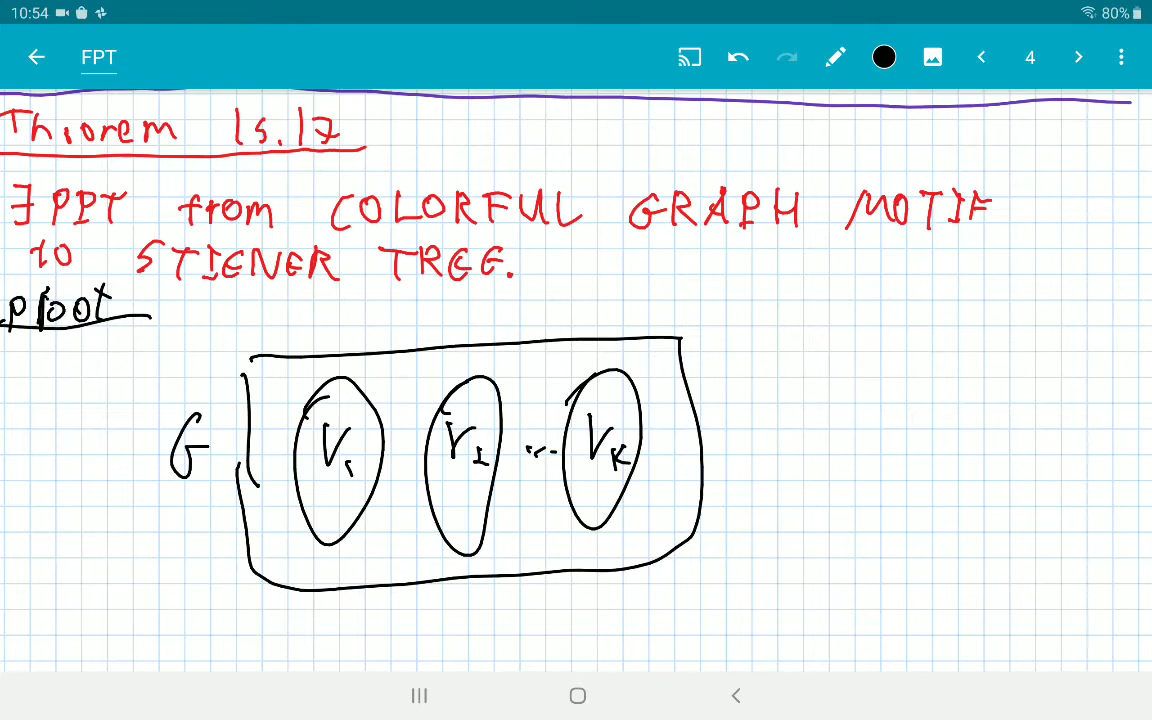 10:54 80%
FPT 4
Theorem 15.17
∃ PPT from COLORFUL GRAPH MOTIF
to STIENER TREE.
proof
G V₁ V₂ ... Vₖ